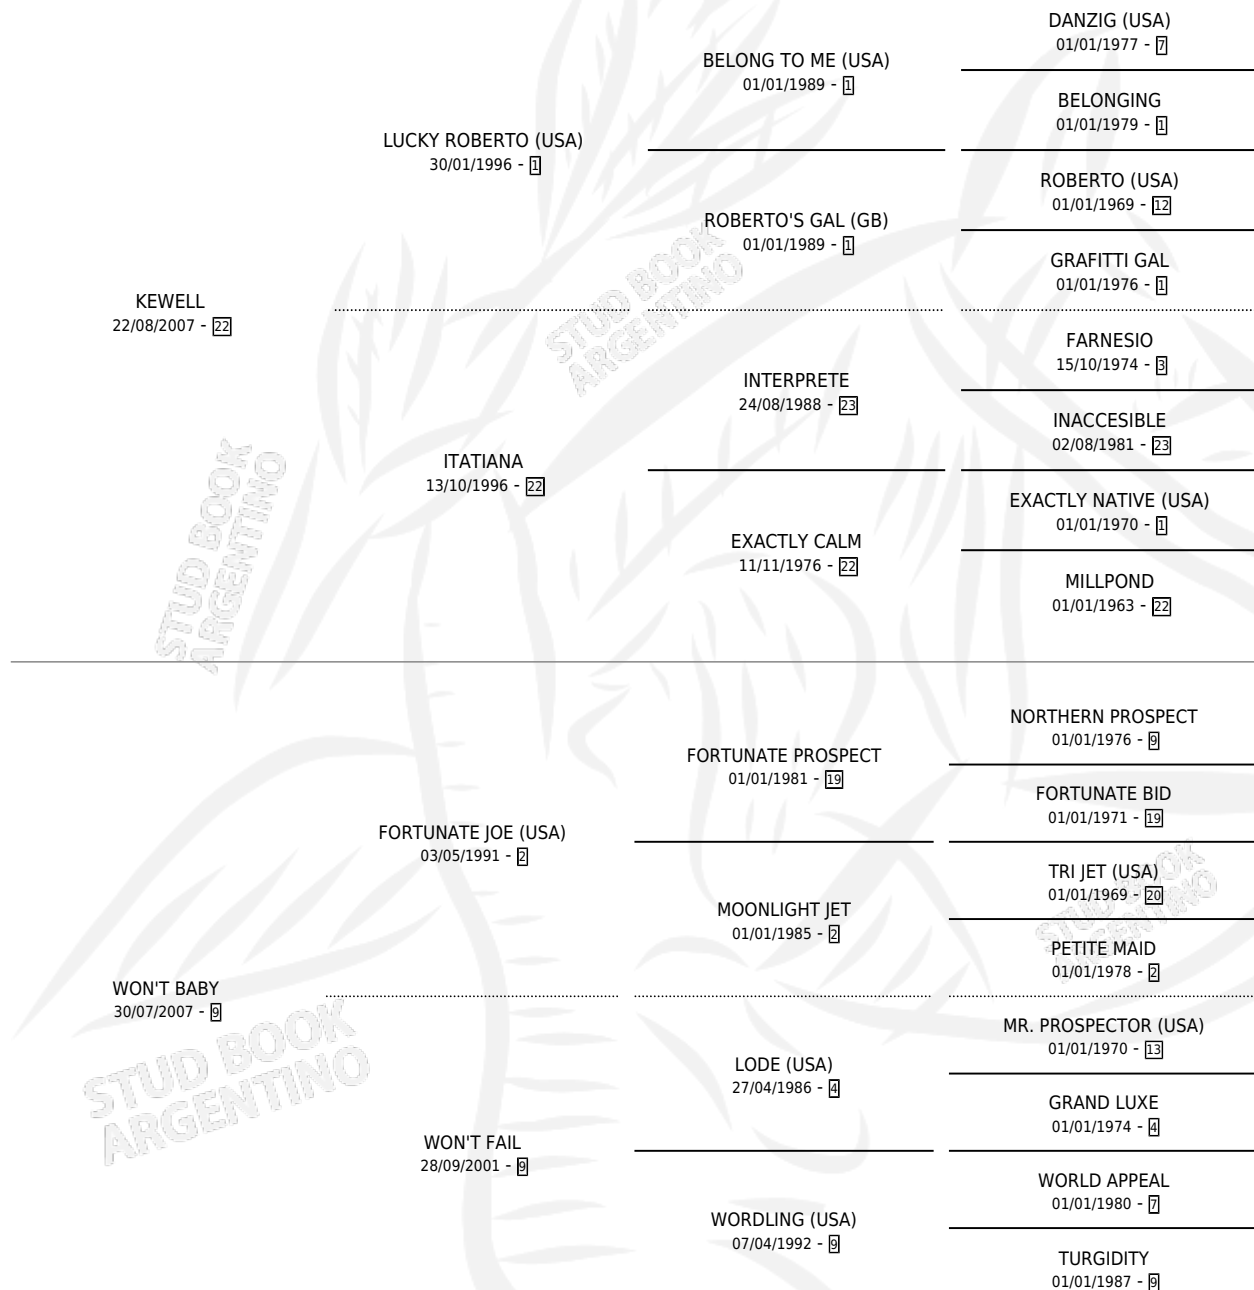 DANZIG (USA)
01/01/1977 - 7
BELONG TO ME (USA)
01/01/1989 - 1
BELONGING
01/01/1979 - 1
LUCKY ROBERTO (USA)
30/01/1996 - 1
ROBERTO (USA)
01/01/1969 - 12
ROBERTO'S GAL (GB)
01/01/1989 - 1
GRAFITTI GAL
01/01/1976 - 1
KEWELL
22/08/2007 - 22
FARNESIO
15/10/1974 - 3
INTERPRETE
24/08/1988 - 23
INACCESIBLE
02/08/1981 - 23
ITATIANA
13/10/1996 - 22
EXACTLY NATIVE (USA)
01/01/1970 - 1
EXACTLY CALM
11/11/1976 - 22
MILLPOND
01/01/1963 - 22
STUD BOOK
ARGENTINO
STUD BOOK
ARGENTINO
NORTHERN PROSPECT
01/01/1976 - 9
FORTUNATE PROSPECT
01/01/1981 - 19
FORTUNATE BID
01/01/1971 - 19
FORTUNATE JOE (USA)
03/05/1991 - 2
TRI JET (USA)
01/01/1969 - 20
MOONLIGHT JET
01/01/1985 - 2
PETITE MAID
01/01/1978 - 2
STUD BOOK
ARGENTINO
WON'T BABY
30/07/2007 - 9
MR. PROSPECTOR (USA)
01/01/1970 - 13
LODE (USA)
27/04/1986 - 4
GRAND LUXE
01/01/1974 - 4
STUD BOOK
ARGENTINO
WON'T FAIL
28/09/2001 - 9
WORLD APPEAL
01/01/1980 - 7
WORDLING (USA)
07/04/1992 - 9
TURGIDITY
01/01/1987 - 9